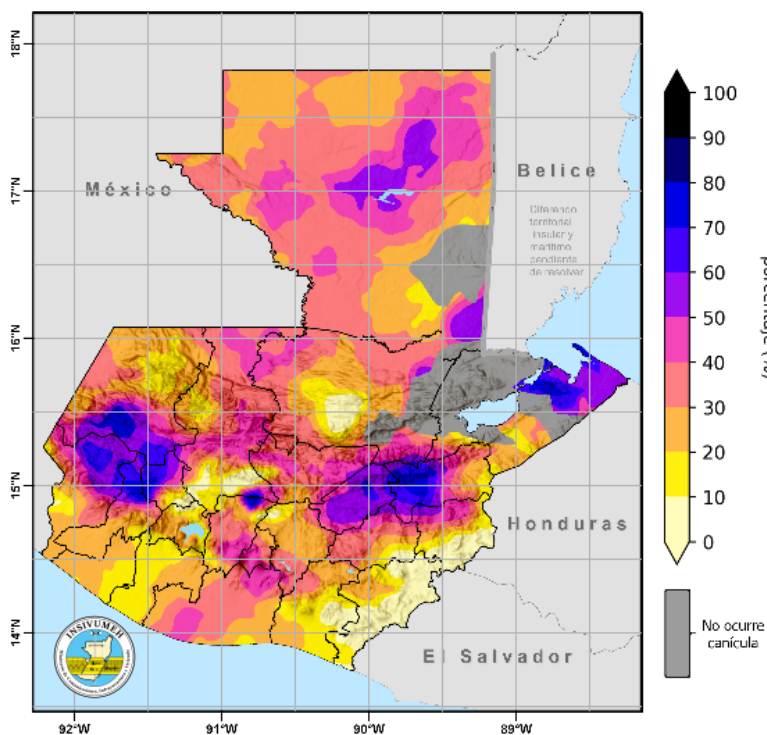 18°N
17°N
16°N
15°N
14°N
92°W
91°W
90°W
89°W
México
Belice
Diferendo
territorial
insular y
marítimo
pendiente
de resolver
Honduras
El Salvador
INSIVUMEH
100
90
80
70
60
50
40
30
20
10
0
porcentaje (%)
No ocurre
canícula